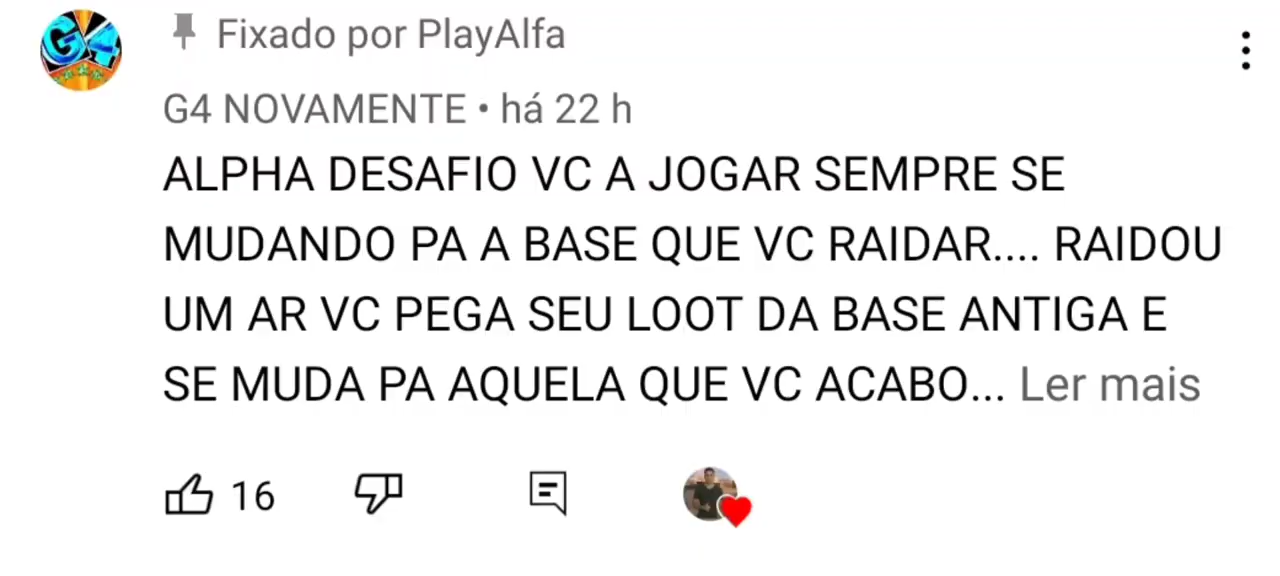 G4
Fixado por PlayAlfa
G4 NOVAMENTE • há 22 h
ALPHA DESAFIO VC A JOGAR SEMPRE SE
MUDANDO PA A BASE QUE VC RAIDAR.... RAIDOU
UM AR VC PEGA SEU LOOT DA BASE ANTIGA E
SE MUDA PA AQUELA QUE VC ACABO... Ler mais
16